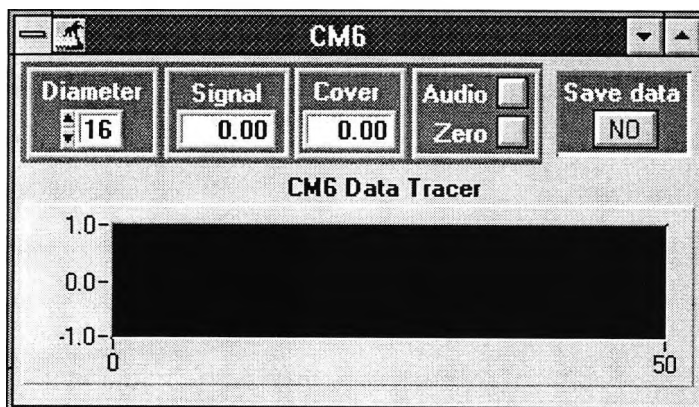 CM6
Diameter Signal Cover Audio Save data
16 0.00 0.00 Zero NO
CM6 Data Tracer
1.0
0.0
-1.0
0 50